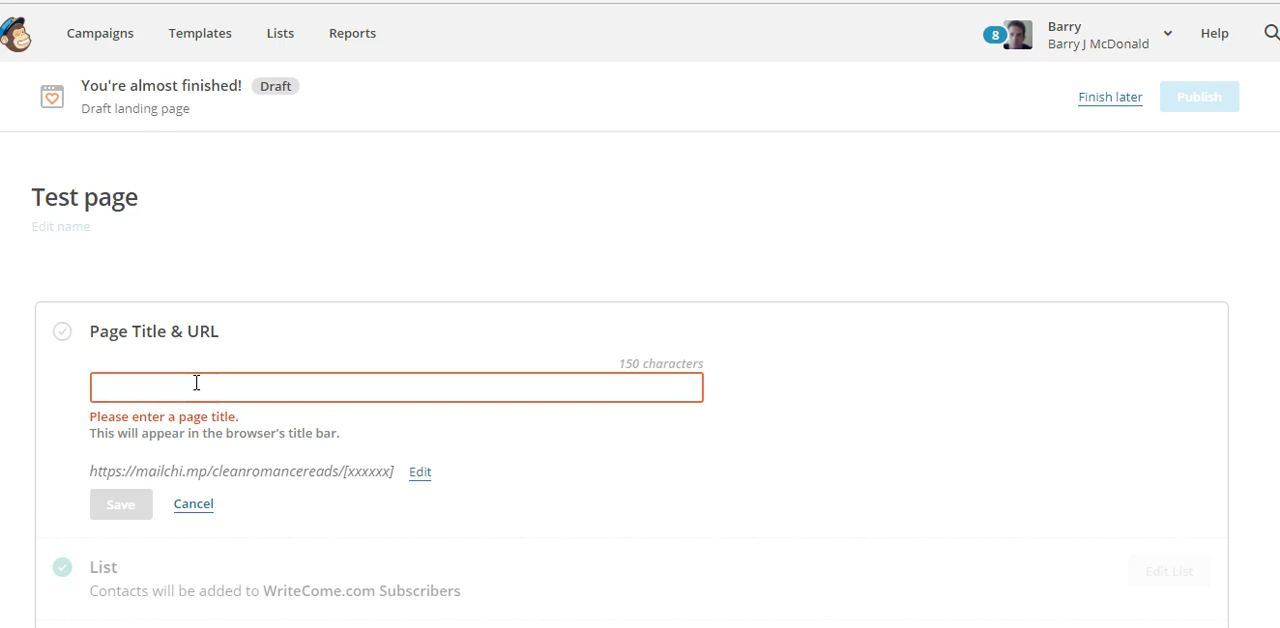 Campaigns Templates Lists Reports
8
Barry
Barry J McDonald
Help
You're almost finished! Draft
Draft landing page
Finish later
Publish
Test page
Edit name
Page Title & URL
150 characters
Please enter a page title.
This will appear in the browser's title bar.
https://mailchi.mp/cleanromancereads/[xxxxxx] Edit
Save Cancel
List
Contacts will be added to WriteCome.com Subscribers
Edit List